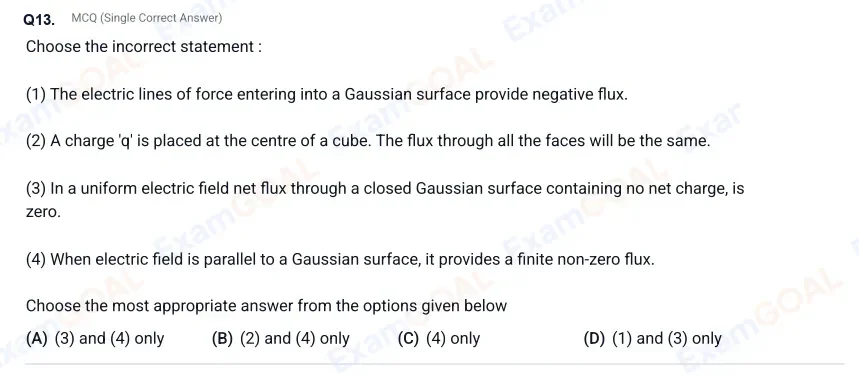 Q13. MCQ (Single Correct Answer)
Choose the incorrect statement :
(1) The electric lines of force entering into a Gaussian surface provide negative flux.
(2) A charge 'q' is placed at the centre of a cube. The flux through all the faces will be the same.
(3) In a uniform electric field net flux through a closed Gaussian surface containing no net charge, is
zero.
(4) When electric field is parallel to a Gaussian surface, it provides a finite non-zero flux.
Choose the most appropriate answer from the options given below
(A) (3) and (4) only (B) (2) and (4) only (C) (4) only (D) (1) and (3) only